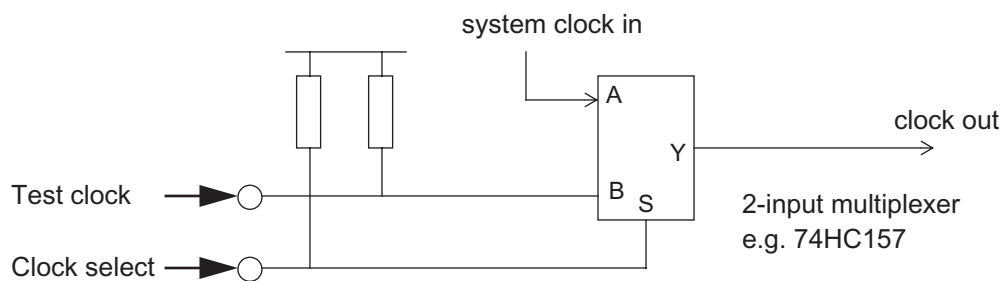 system clock in
A
clock out
Y
Test clock
B
S
2-input multiplexer
e.g. 74HC157
Clock select